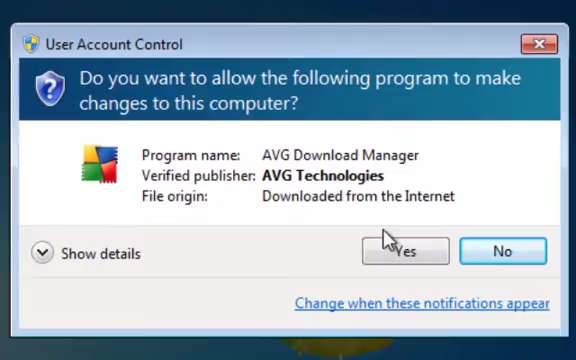 User Account Control
Do you want to allow the following program to make
changes to this computer?
Program name: AVG Download Manager
Verified publisher: AVG Technologies
File origin: Downloaded from the Internet
Show details
Yes No
Change when these notifications appear